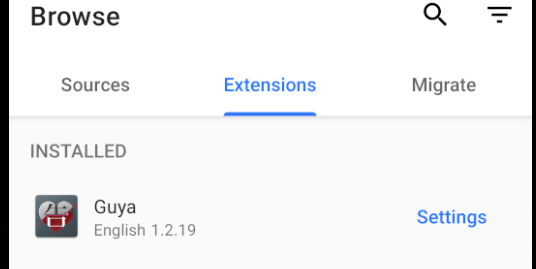 Browse
Sources Extensions Migrate
INSTALLED
Guya
English 1.2.19
Settings